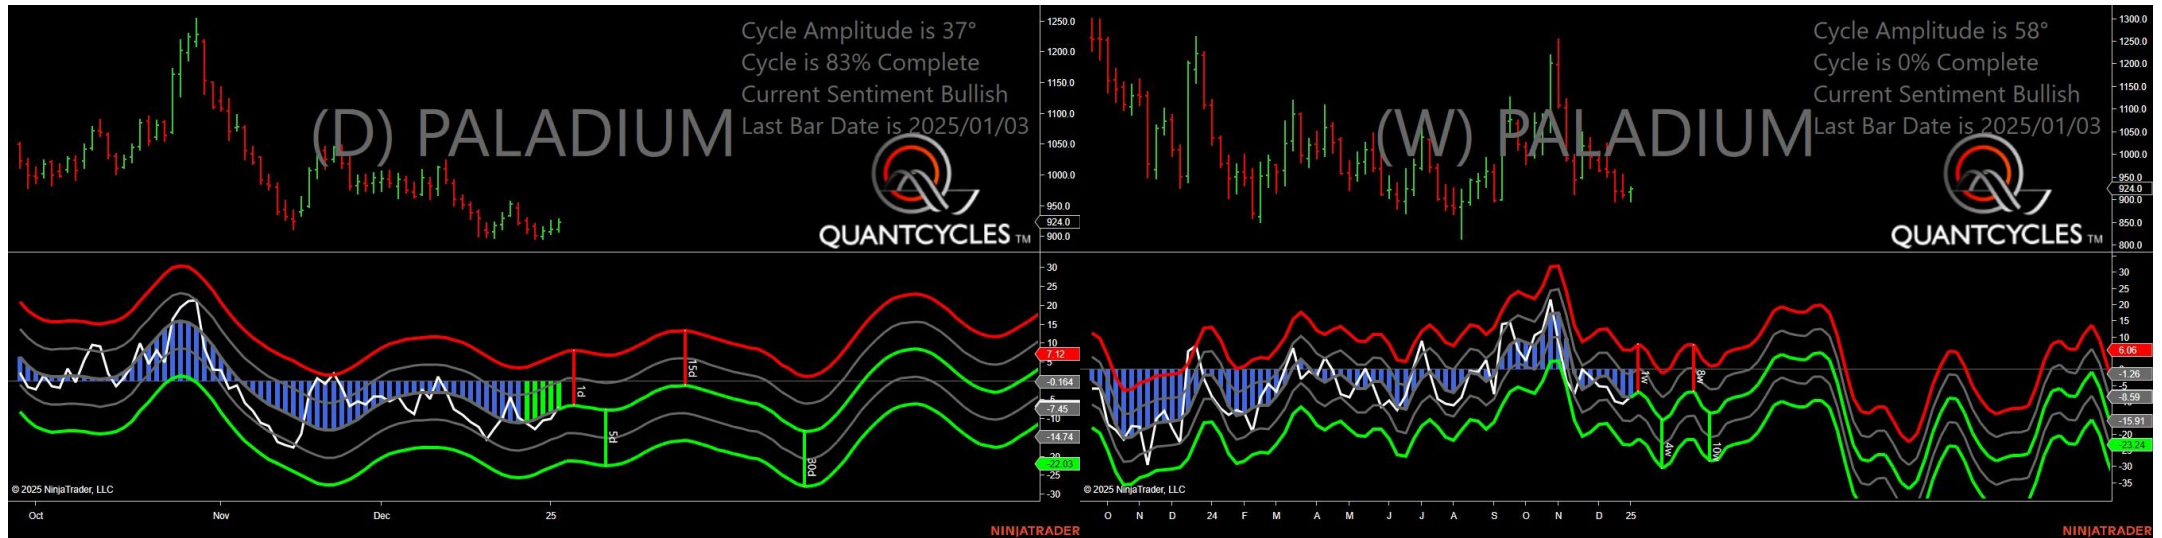 Cycle Amplitude is 37°
Cycle is 83% Complete
Current Sentiment Bullish
Last Bar Date is 2025/01/03
(D) PALADIUM
QUANTCYCLES TM
1250.0
1200.0
1150.0
1100.0
1050.0
1000.0
950.0
924.0
900.0
30
25
20
15
10
7.12
5
-0.164
-5
-7.45
-10
-14.74
-20
-22.03
-25
-30
1d
5d
15d
30d
© 2025 NinjaTrader, LLC
Oct Nov Dec 25
NINJATRADER
Cycle Amplitude is 58°
Cycle is 0% Complete
Current Sentiment Bullish
Last Bar Date is 2025/01/03
(W) PALADIUM
QUANTCYCLES TM
1300.0
1250.0
1200.0
1150.0
1100.0
1050.0
1000.0
950.0
924.0
900.0
850.0
800.0
30
25
20
15
10
6.06
-1.26
-5
-8.59
-15.91
-20
-23.24
-30
-35
1w
4w
8w
10w
© 2025 NinjaTrader, LLC
O N D 24 F M A M J J A S O N D 25
NINJATRADER